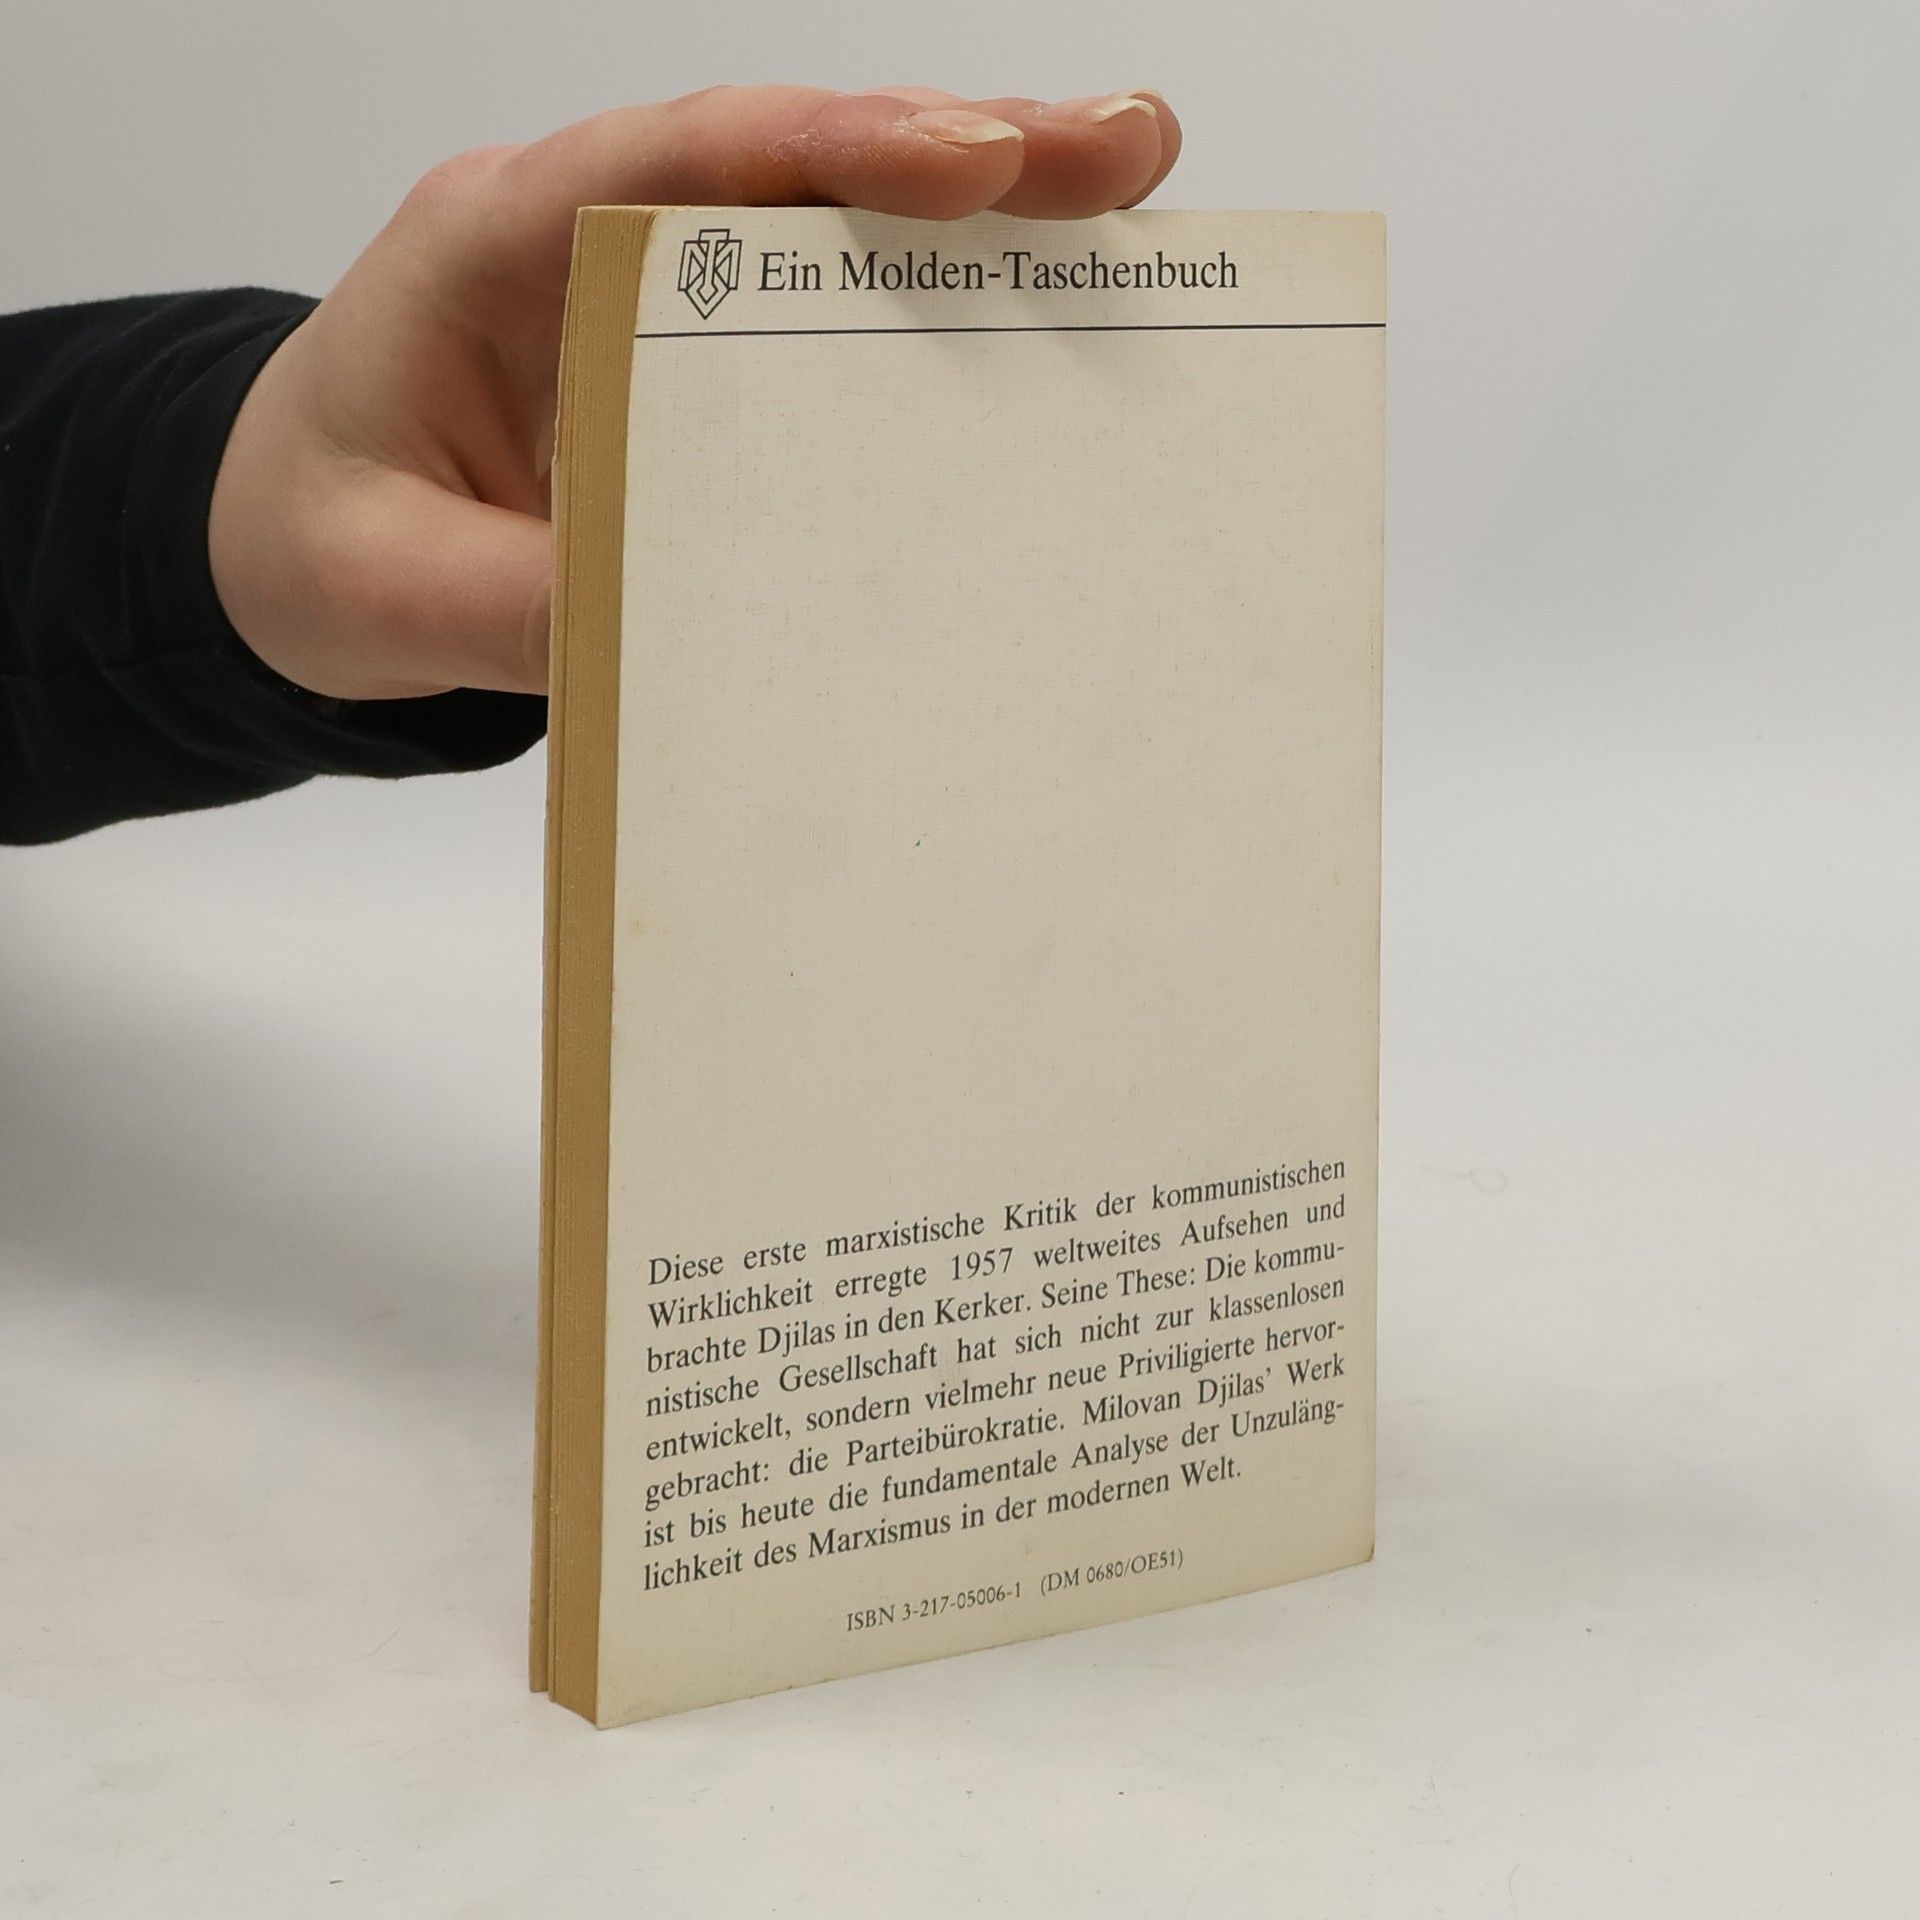 Ein Molden-Taschenbuch
Diese erste marxistische Kritik der kommunistischen
Wirklichkeit erregte 1957 weltweites Aufsehen und
brachte Djilas in den Kerker. Seine These: Die kommu-
nistische Gesellschaft hat sich nicht zur klassenlosen
entwickelt, sondern vielmehr neue Priviligierte hervor-
gebracht: die Parteibürokratie. Milovan Djilas' Werk
ist bis heute die fundamentale Analyse der Unzuläng-
lichkeit des Marxismus in der modernen Welt.
ISBN 3-217-05006-1 (DM 0680/OE51)